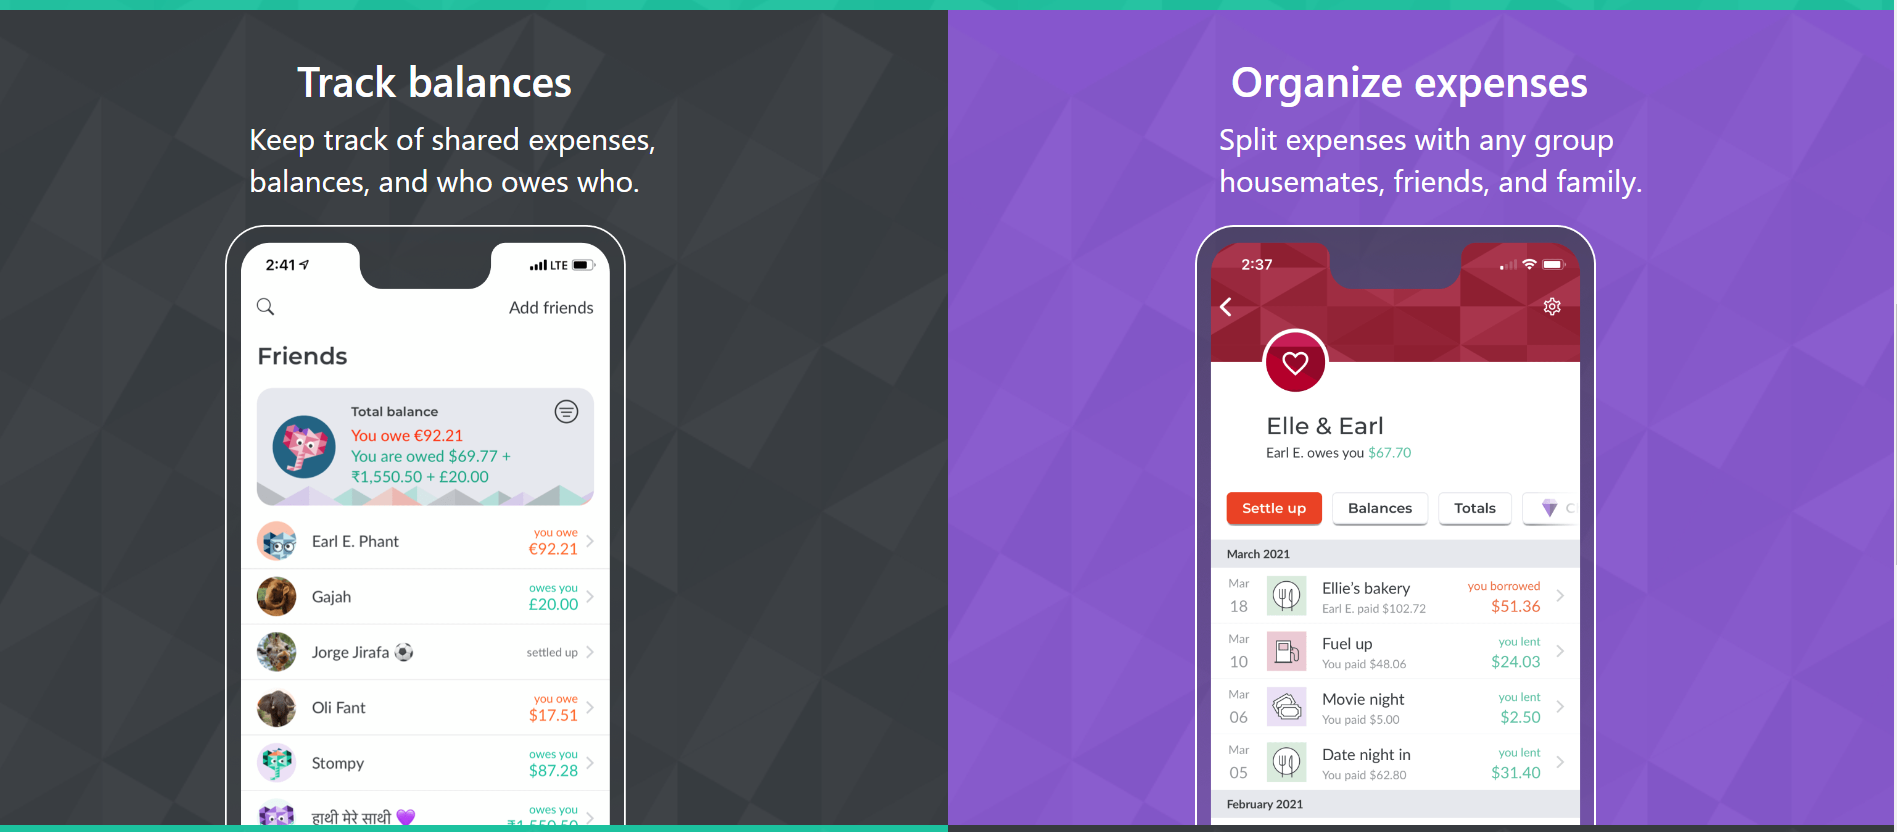 Track balances
Keep track of shared expenses,
balances, and who owes who.
2:41
LTE
Add friends
Friends
Total balance
You owe €92.21
You are owed $69.77 +
₹1,550.50 + £20.00
Earl E. Phant
you owe
€92.21
Gajah
owes you
£20.00
Jorge Jirafa ⚽
settled up
Oli Fant
you owe
$17.51
Stompy
owes you
$87.28
हाथी मेरे साथी 💜
owes you
₹1,550.50
Organize expenses
Split expenses with any group
housemates, friends, and family.
2:37
Elle & Earl
Earl E. owes you $67.70
Settle up
Balances
Totals
C
March 2021
Mar
18
Ellie’s bakery
Earl E. paid $102.72
you borrowed
$51.36
Mar
10
Fuel up
You paid $48.06
you lent
$24.03
Mar
06
Movie night
You paid $5.00
you lent
$2.50
Mar
05
Date night in
You paid $62.80
you lent
$31.40
February 2021